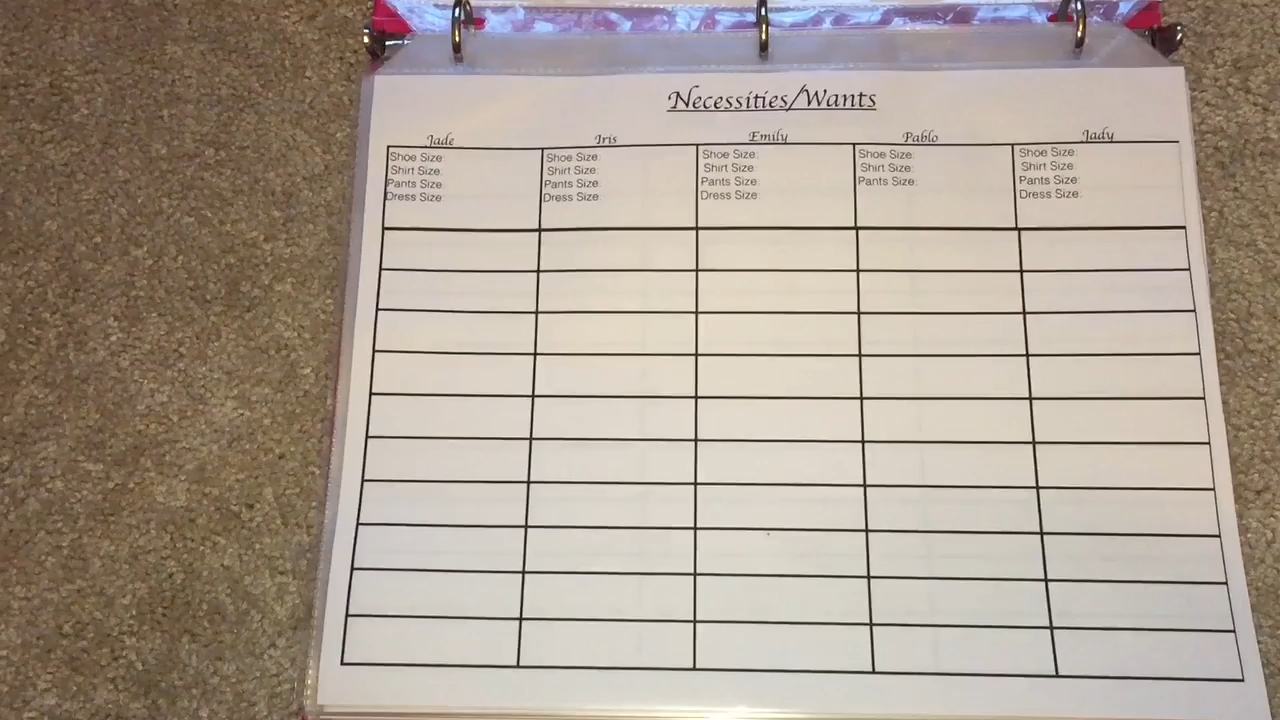 Necessities/Wants
Jade Iris Emily Pablo Jady
Shoe Size: Shoe Size: Shoe Size: Shoe Size: Shoe Size:
Shirt Size: Shirt Size: Shirt Size: Shirt Size: Shirt Size:
Pants Size: Pants Size: Pants Size: Pants Size: Pants Size:
Dress Size: Dress Size: Dress Size: Dress Size: